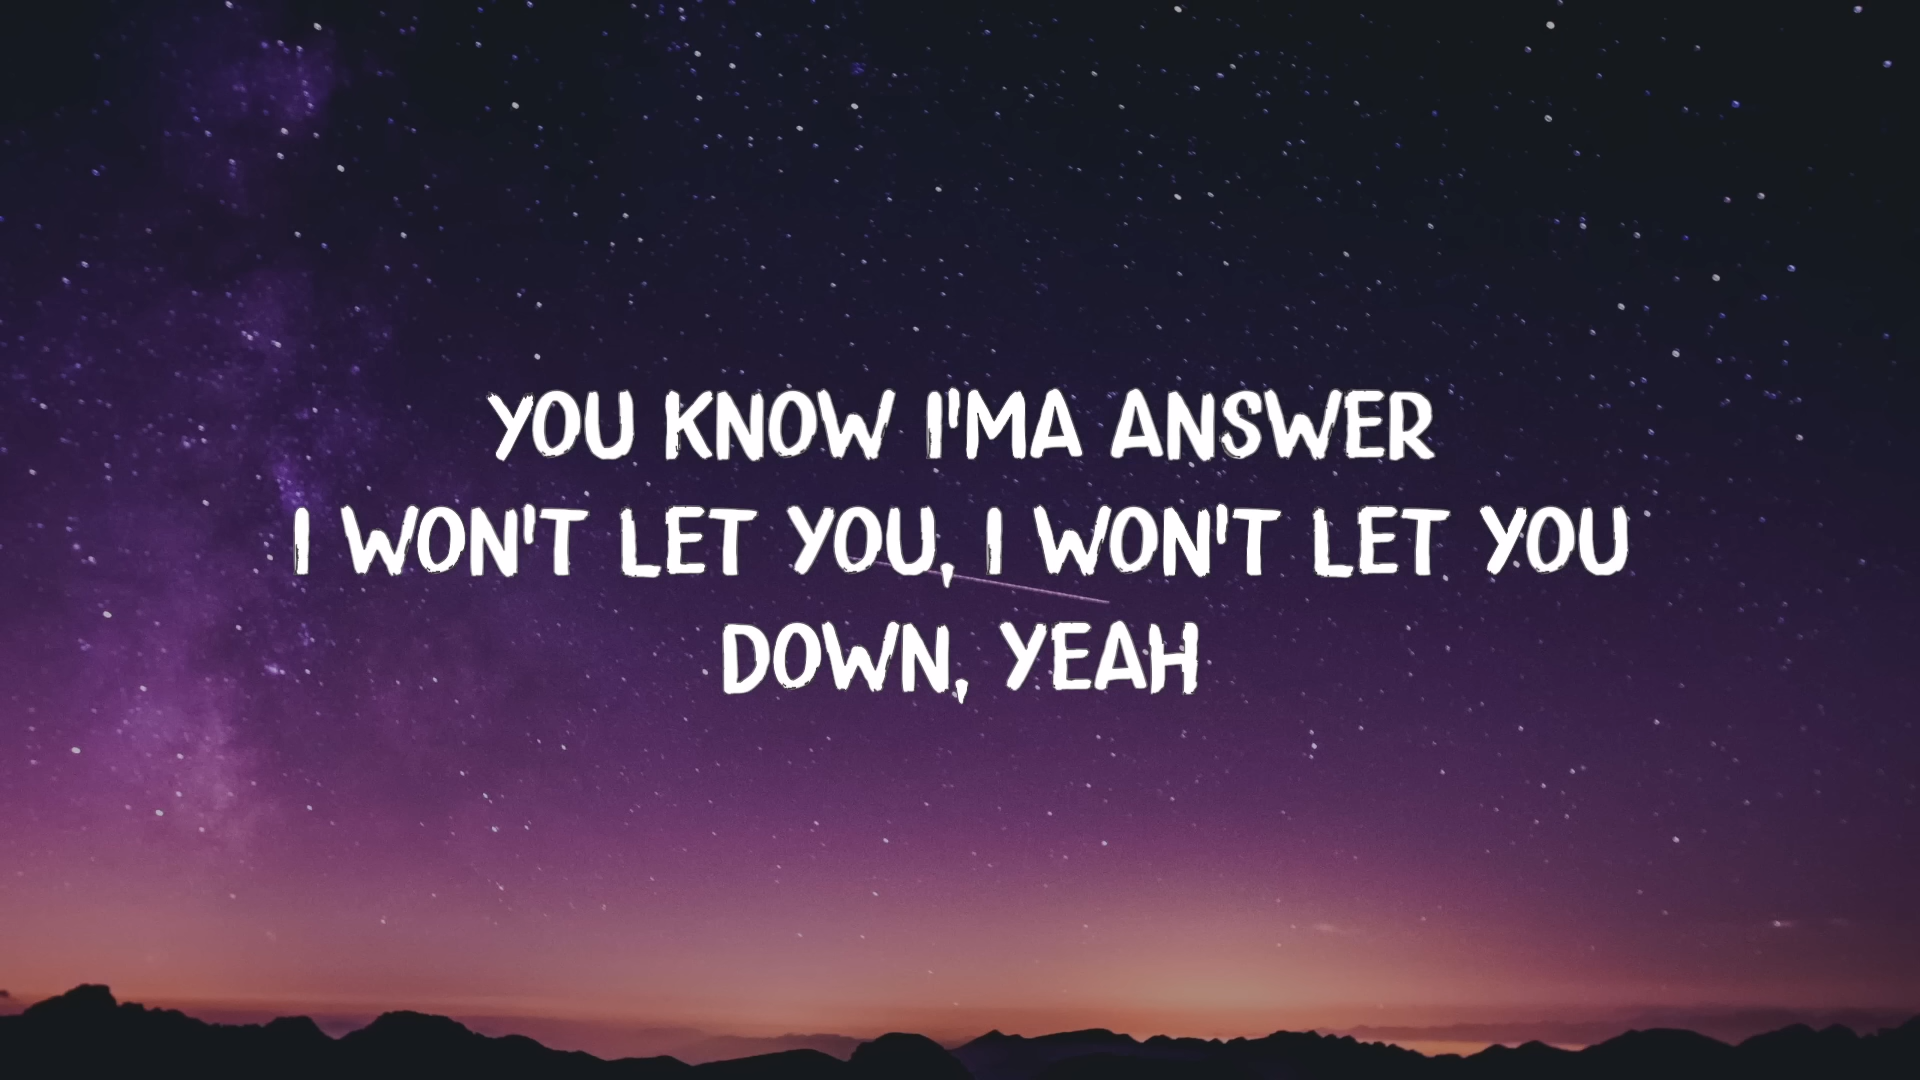 YOU KNOW I'MA ANSWER
I WON'T LET YOU, I WON'T LET YOU
DOWN, YEAH